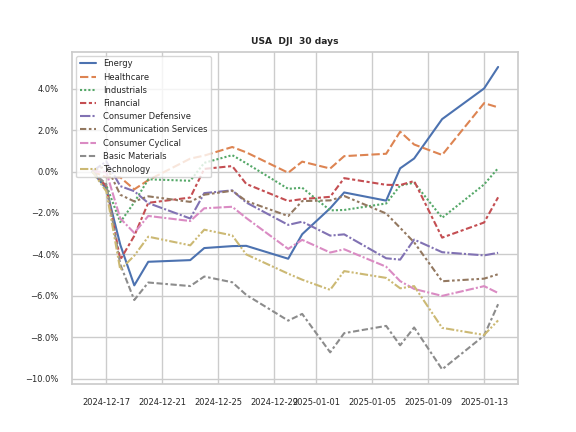 USA DJI 30 days
Energy
Healthcare
Industrials
Financial
Consumer Defensive
Communication Services
Consumer Cyclical
Basic Materials
Technology
4.0%
2.0%
0.0%
−2.0%
−4.0%
−6.0%
−8.0%
−10.0%
2024-12-17 2024-12-21 2024-12-25 2024-12-29 2025-01-01 2025-01-05 2025-01-09 2025-01-13